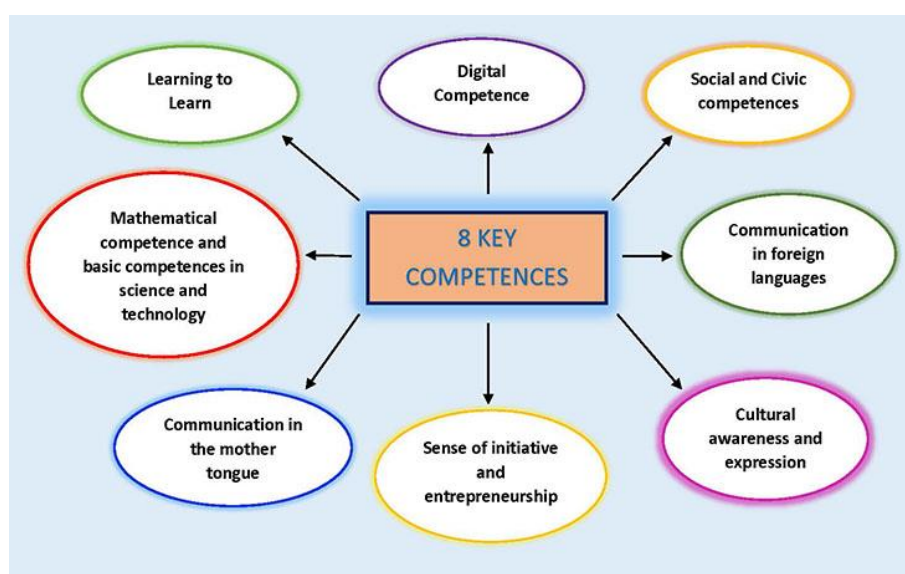 Learning to
Learn
Digital
Competence
Social and Civic
competences
Mathematical
competence and
basic competences in
science and
technology
8 KEY
COMPETENCES
Communication
in foreign
languages
Communication in
the mother
tongue
Sense of initiative
and
entrepreneurship
Cultural
awareness and
expression